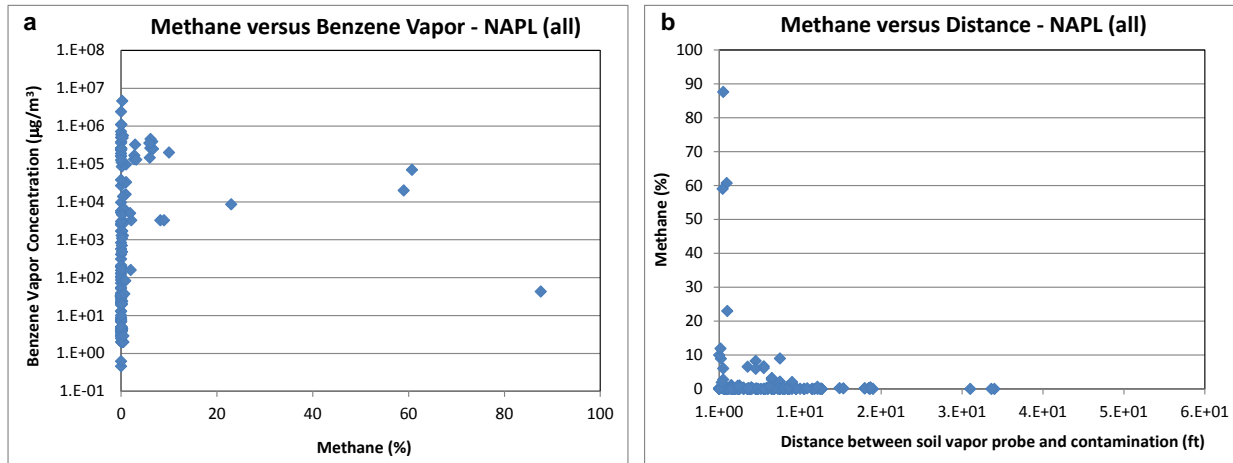 a
Methane versus Benzene Vapor - NAPL (all)
Benzene Vapor Concentration (µg/m³)
1.E+08
1.E+07
1.E+06
1.E+05
1.E+04
1.E+03
1.E+02
1.E+01
1.E+00
1.E-01
0 20 40 60 80 100
Methane (%)
b
Methane versus Distance - NAPL (all)
Methane (%)
100
90
80
70
60
50
40
30
20
10
0
1.E+00 1.E+01 2.E+01 3.E+01 4.E+01 5.E+01 6.E+01
Distance between soil vapor probe and contamination (ft)